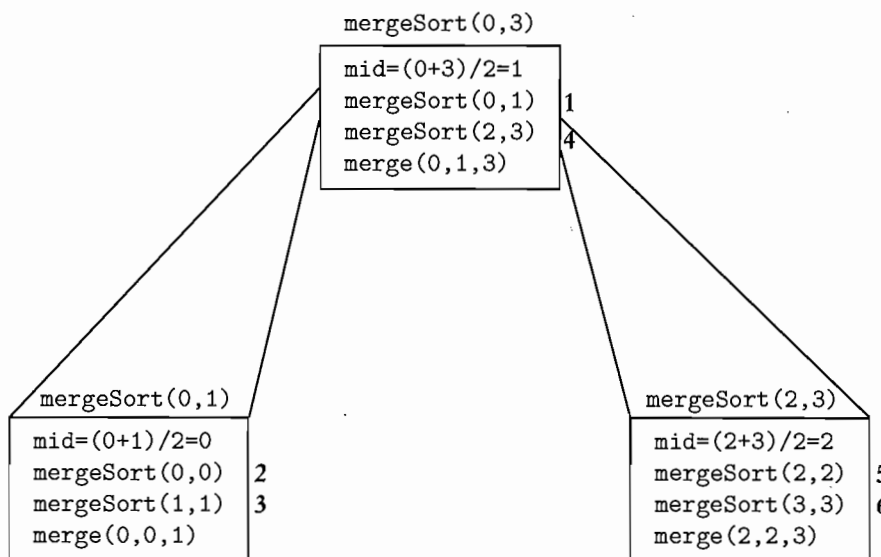 mergeSort(0,3)
mid=(0+3)/2=1
mergeSort(0,1) 1
mergeSort(2,3) 4
merge(0,1,3)
mergeSort(0,1)
mid=(0+1)/2=0
mergeSort(0,0) 2
mergeSort(1,1) 3
merge(0,0,1)
mergeSort(2,3)
mid=(2+3)/2=2
mergeSort(2,2) 5
mergeSort(3,3) 6
merge(2,2,3)